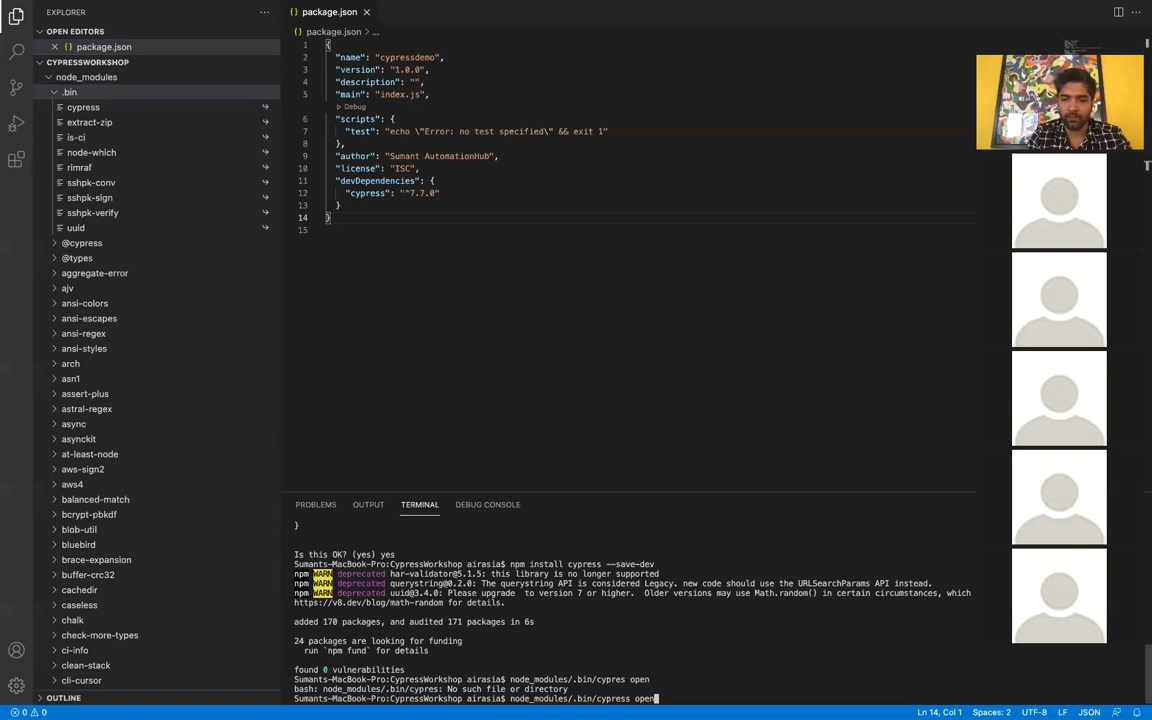 EXPLORER
OPEN EDITORS
package.json
CYPRESSWORKSHOP
node_modules
.bin
cypress
extract-zip
is-ci
node-which
rimraf
sshpk-conv
sshpk-sign
sshpk-verify
uuid
@cypress
@types
aggregate-error
ajv
ansi-colors
ansi-escapes
ansi-regex
ansi-styles
arch
asn1
assert-plus
astral-regex
async
asynckit
at-least-node
aws-sign2
aws4
balanced-match
bcrypt-pbkdf
blob-util
bluebird
brace-expansion
buffer-crc32
cachedir
caseless
chalk
check-more-types
ci-info
clean-stack
cli-cursor
OUTLINE
{} package.json
{} package.json > ...
1 {
2 "name": "cypressdemo",
3 "version": "1.0.0",
4 "description": "",
5 "main": "index.js",
Debug
6 "scripts": {
7 "test": "echo \"Error: no test specified\" && exit 1"
8 },
9 "author": "Sumant AutomationHub",
10 "license": "ISC",
11 "devDependencies": {
12 "cypress": "^7.7.0"
13 }
14 }
15
PROBLEMS OUTPUT TERMINAL DEBUG CONSOLE
}
Is this OK? (yes) yes
Sumants-MacBook-Pro:CypressWorkshop airasia$ npm install cypress --save-dev
npm WARN deprecated har-validator@5.1.5: this library is no longer supported
npm WARN deprecated querystring@0.2.0: The querystring API is considered Legacy. new code should use the URLSearchParams API instead.
npm WARN deprecated uuid@3.4.0: Please upgrade  to version 7 or higher.  Older versions may use Math.random() in certain circumstances, which
https://v8.dev/blog/math-random for details.
added 170 packages, and audited 171 packages in 6s
24 packages are looking for funding
run `npm fund` for details
found 0 vulnerabilities
Sumants-MacBook-Pro:CypressWorkshop airasia$ node_modules/.bin/cypres open
bash: node_modules/.bin/cypres: No such file or directory
Sumants-MacBook-Pro:CypressWorkshop airasia$ node_modules/.bin/cypress open
0 0 Ln 14, Col 1 Spaces: 2 UTF-8 LF JSON